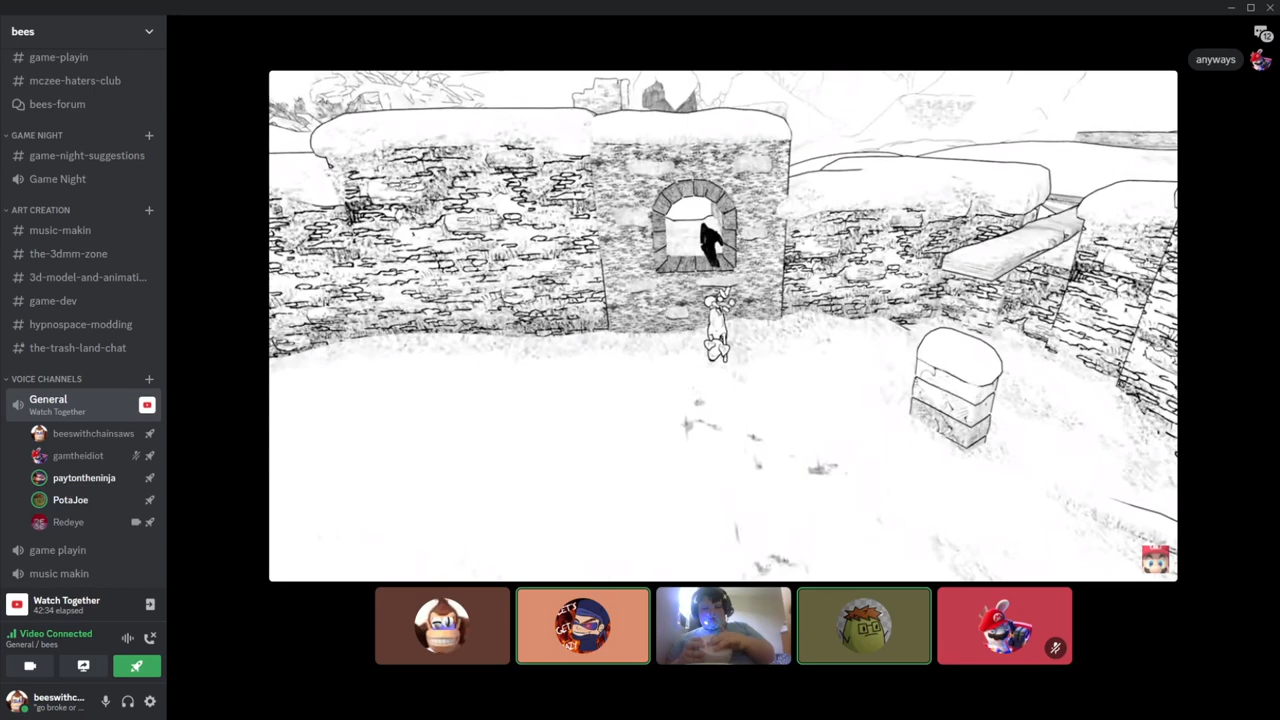 bees
anyways
12
game-playin
mczee-haters-club
bees-forum
GAME NIGHT
game-night-suggestions
Game Night
ART CREATION
music-makin
the-3dmm-zone
3d-model-and-animati...
game-dev
hypnospace-modding
the-trash-land-chat
VOICE CHANNELS
General
Watch Together
beeswithchainsaws
gamtheidiot
paytontheninja
PotaJoe
Redeye
game playin
music makin
Watch Together
42:34 elapsed
Video Connected
General / bees
beeswithc...
"go broke or ...